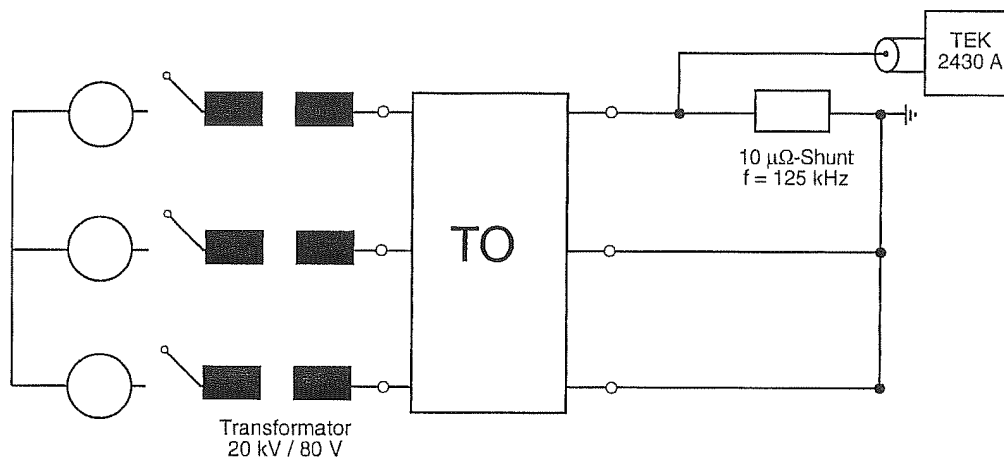 TEK
2430 A
10 μΩ-Shunt
f = 125 kHz
TO
Transformator
20 kV / 80 V